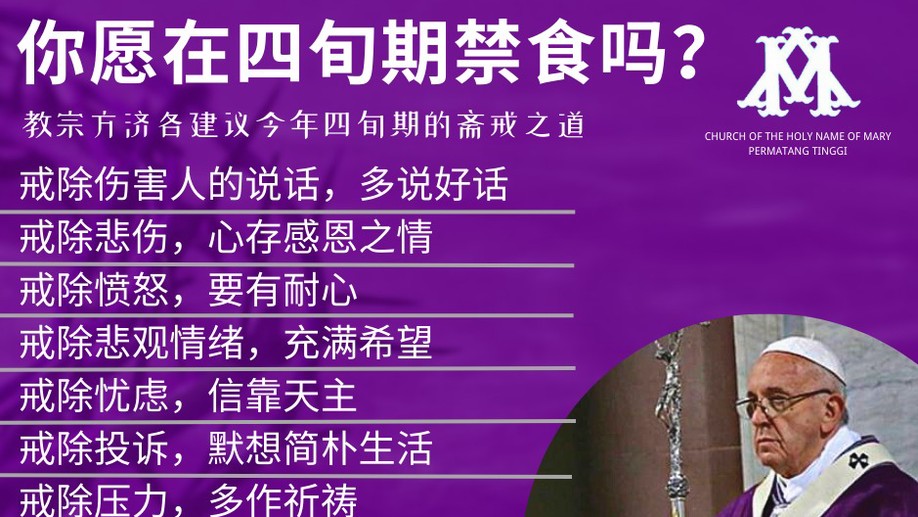 你愿在四旬期禁食吗？
教宗方济各建议今年四旬期的斋戒之道
CHURCH OF THE HOLY NAME OF MARY
PERMATANG TINGGI
戒除伤害人的说话，多说好话
戒除悲伤，心存感恩之情
戒除愤怒，要有耐心
戒除悲观情绪，充满希望
戒除忧虑，信靠天主
戒除投诉，默想简朴生活
戒除压力，多作祈祷